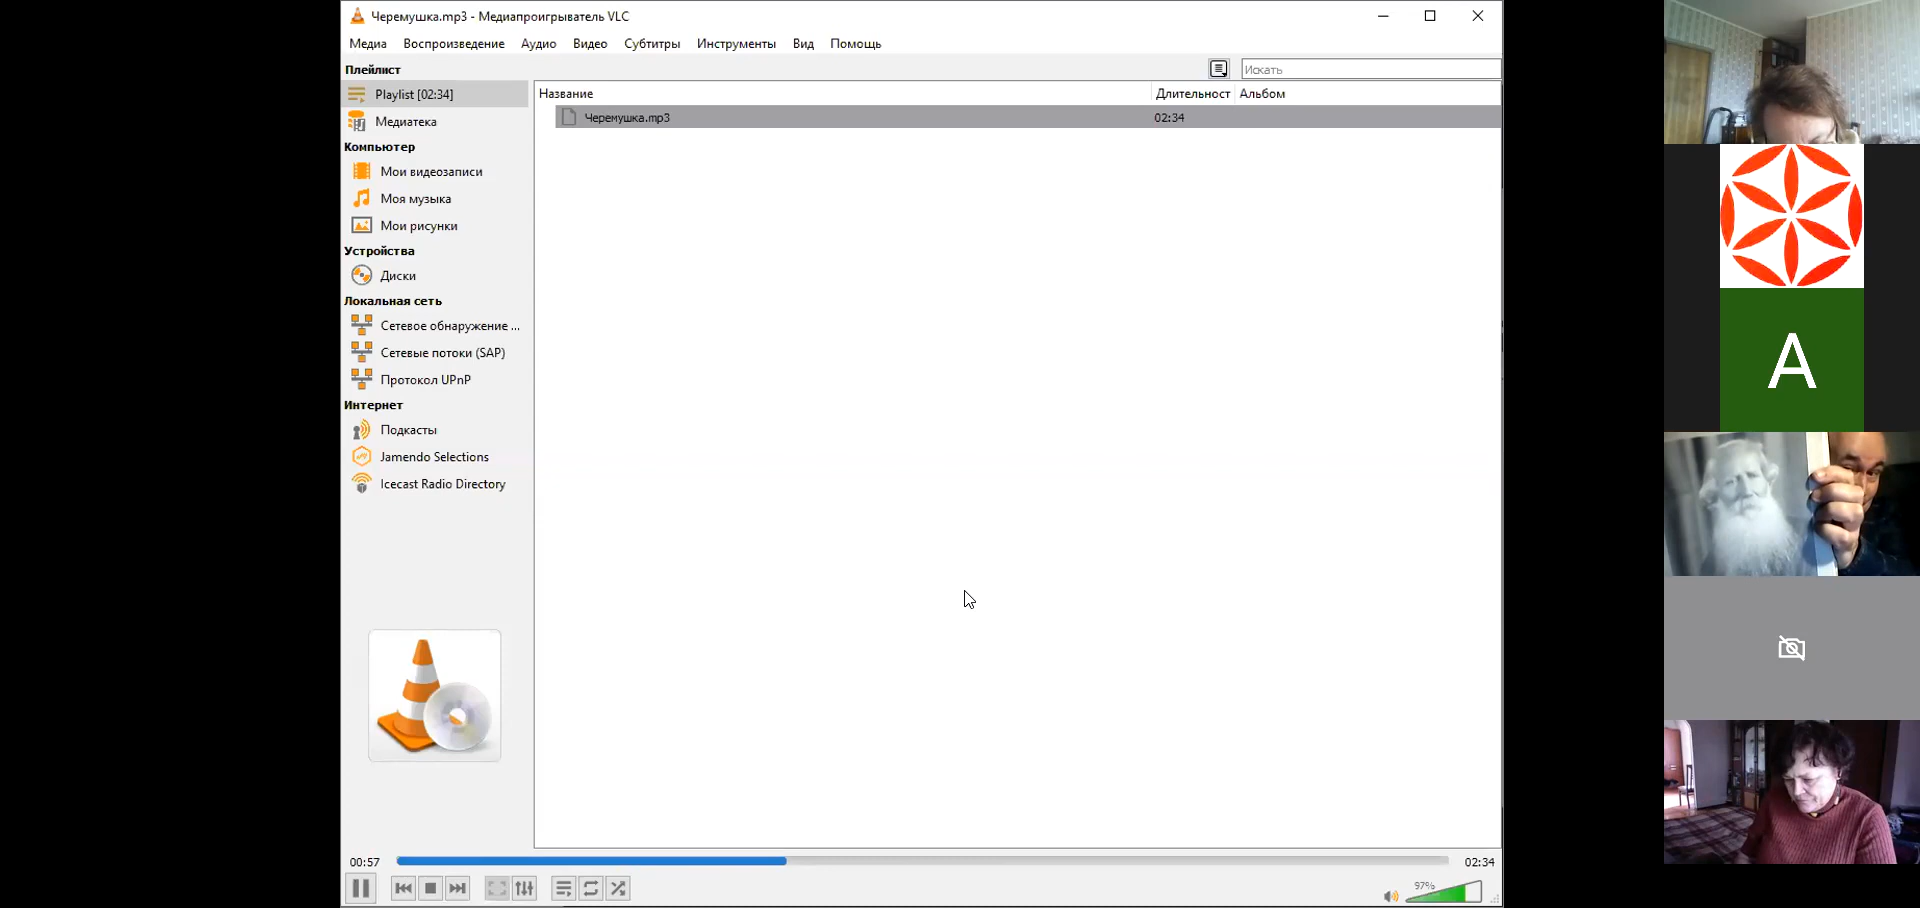 Черемушка.mp3 - Медиапроигрыватель VLC
Медиа Воспроизведение Аудио Видео Субтитры Инструменты Вид Помощь
Плейлист
Искать
Playlist [02:34]
Медиатека
Компьютер
Мои видеозаписи
Моя музыка
Мои рисунки
Устройства
Диски
Локальная сеть
Сетевое обнаружение ...
Сетевые потоки (SAP)
Протокол UPnP
Интернет
Подкасты
Jamendo Selections
Icecast Radio Directory
Название Длительност Альбом
Черемушка.mp3 02:34
00:57 02:34
97%
A